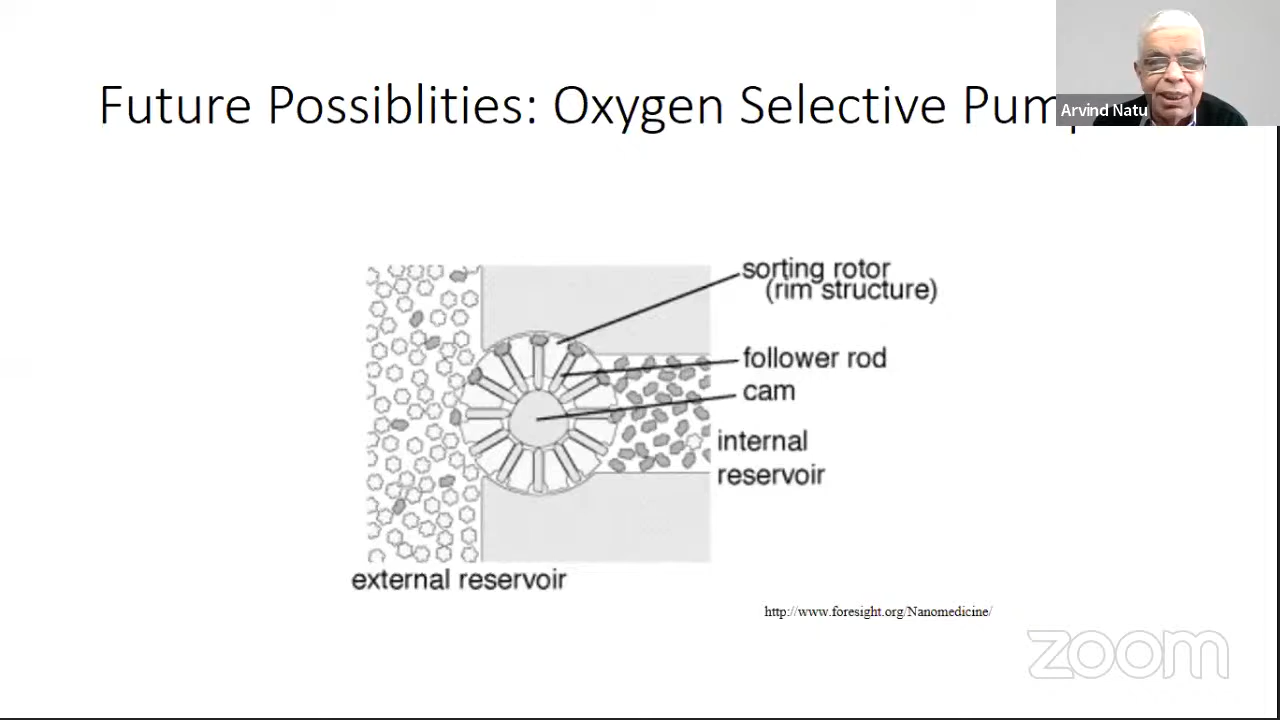 Future Possiblities: Oxygen Selective Pump
Arvind Natu
sorting rotor
(rim structure)
follower rod
cam
internal
reservoir
external reservoir
http://www.foresight.org/Nanomedicine/
zoom